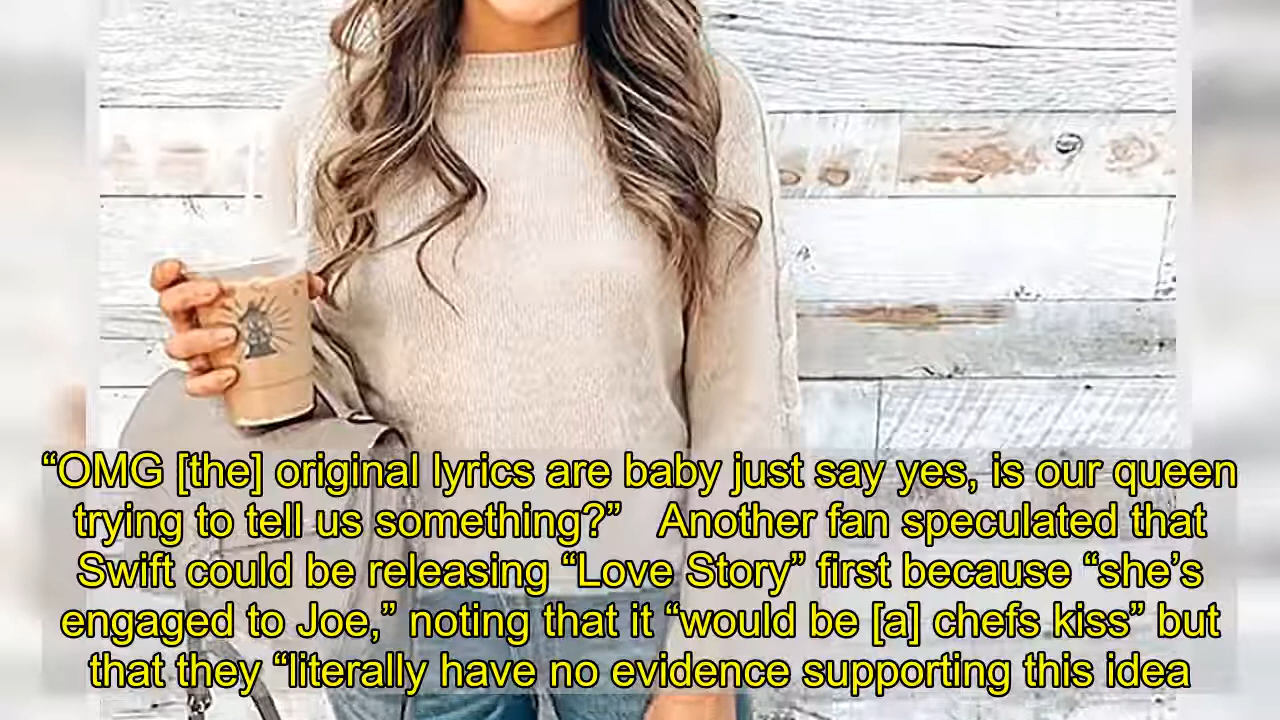 “OMG [the] original lyrics are baby just say yes, is our queen
trying to tell us something?”   Another fan speculated that
Swift could be releasing “Love Story” first because “she’s
engaged to Joe,” noting that it “would be [a] chefs kiss” but
that they “literally have no evidence supporting this idea